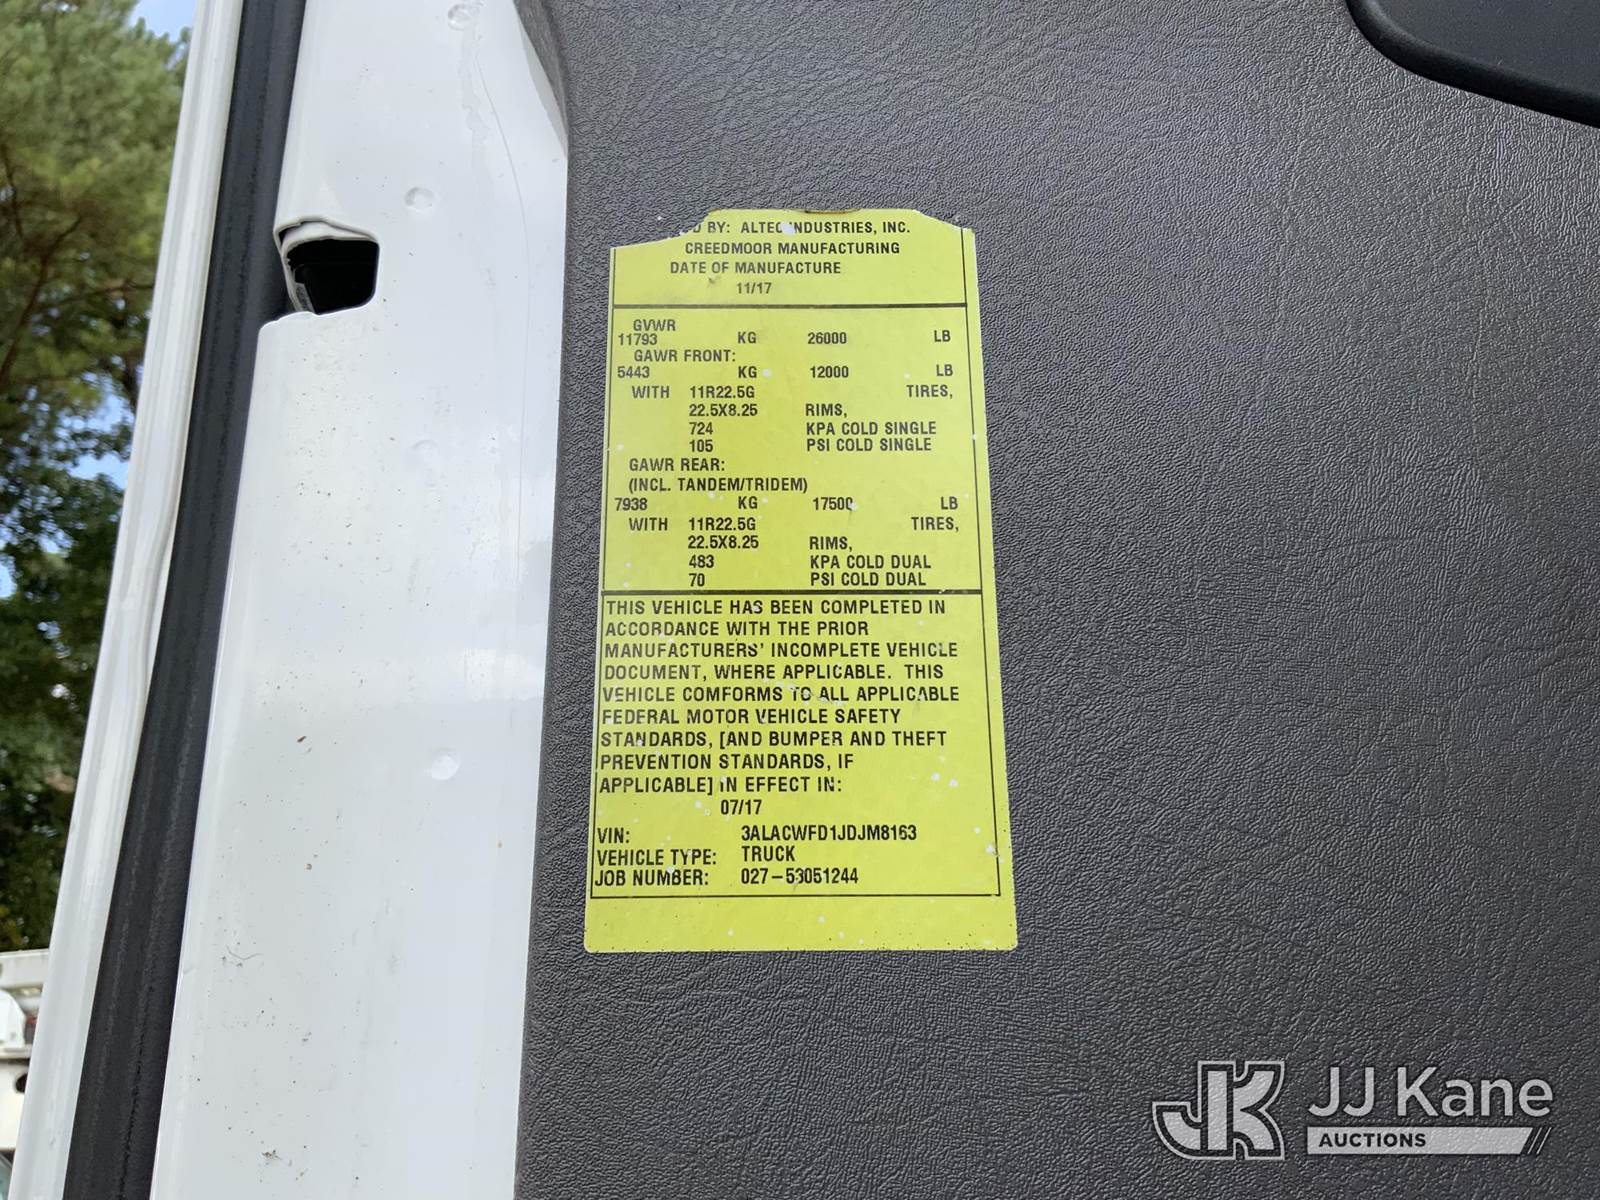 BY: ALTEC INDUSTRIES, INC.
CREEDMOOR MANUFACTURING
DATE OF MANUFACTURE
11/17
GVWR
11793 KG 26000 LB
GAWR FRONT:
5443 KG 12000 LB
WITH 11R22.5G TIRES,
22.5X8.25 RIMS,
724 KPA COLD SINGLE
105 PSI COLD SINGLE
GAWR REAR:
(INCL. TANDEM/TRIDEM)
7938 KG 17500 LB
WITH 11R22.5G TIRES,
22.5X8.25 RIMS,
483 KPA COLD DUAL
70 PSI COLD DUAL
THIS VEHICLE HAS BEEN COMPLETED IN
ACCORDANCE WITH THE PRIOR
MANUFACTURERS' INCOMPLETE VEHICLE
DOCUMENT, WHERE APPLICABLE. THIS
VEHICLE COMFORMS TO ALL APPLICABLE
FEDERAL MOTOR VEHICLE SAFETY
STANDARDS, [AND BUMPER AND THEFT
PREVENTION STANDARDS, IF
APPLICABLE] IN EFFECT IN:
07/17
VIN: 3ALACWFD1JDJM8163
VEHICLE TYPE: TRUCK
JOB NUMBER: 027-53051244
JK JJ Kane
AUCTIONS